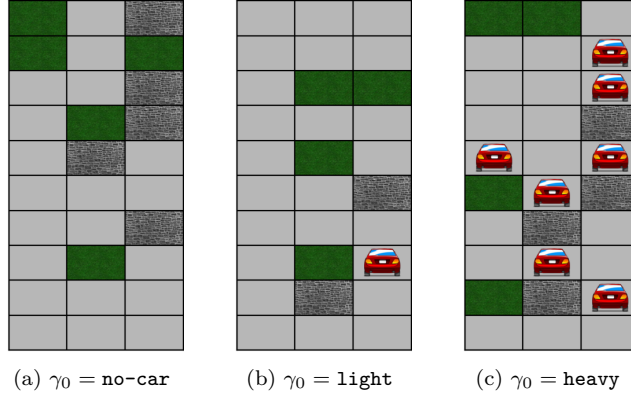 (a) γ₀ = no-car
(b) γ₀ = light
(c) γ₀ = heavy